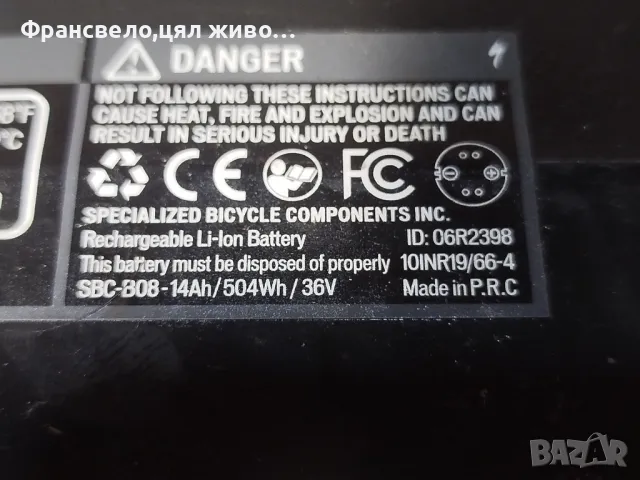 Франсвело,цял живо...
DANGER
NOT FOLLOWING THESE INSTRUCTIONS CAN
CAUSE HEAT, FIRE AND EXPLOSION AND CAN
RESULT IN SERIOUS INJURY OR DEATH
8°F
°C
CE FC
SPECIALIZED BICYCLE COMPONENTS INC.
Rechargeable Li-Ion Battery ID: 06R2398
This battery must be disposed of properly 10INR19/66-4
SBC-B08-14Ah/504Wh/36V Made in P.R.C
BAZAR